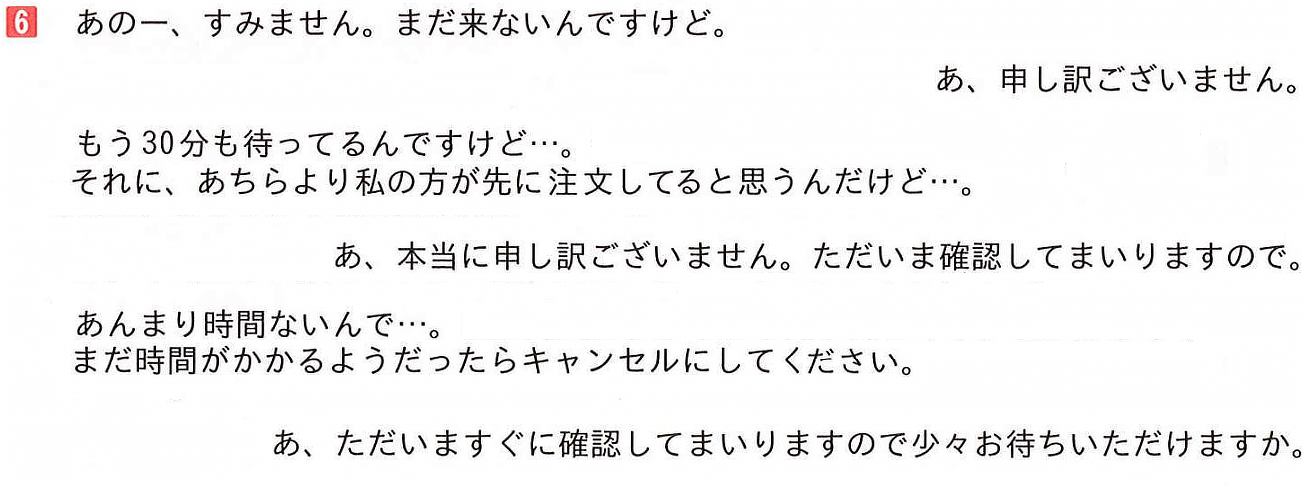 6 あのー、すみません。まだ来ないんですけど。
あ、申し訳ございません。
もう30分も待ってるんですけど…。
それに、あちらより私の方が先に注文してると思うんだけど…。
あ、本当に申し訳ございません。ただいま確認してまいりますので。
あんまり時間ないんで…。
まだ時間がかかるようだったらキャンセルにしてください。
あ、ただいますぐに確認してまいりますので少々お待ちいただけますか。